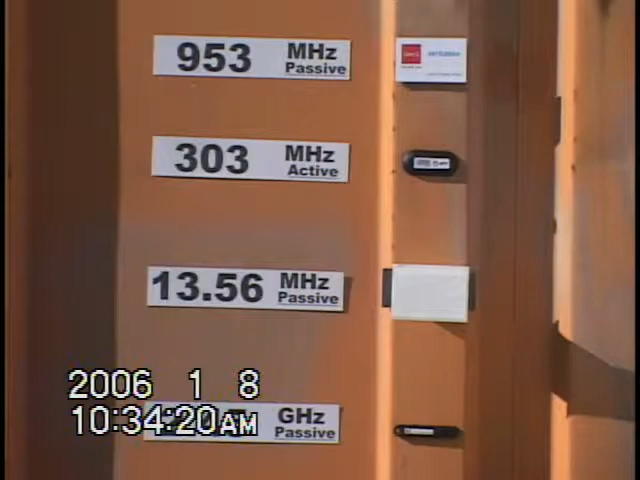 953 MHz
Passive
303 MHz
Active
13.56 MHz
Passive
GHz
Passive
2006 1 8
10:34:20AM